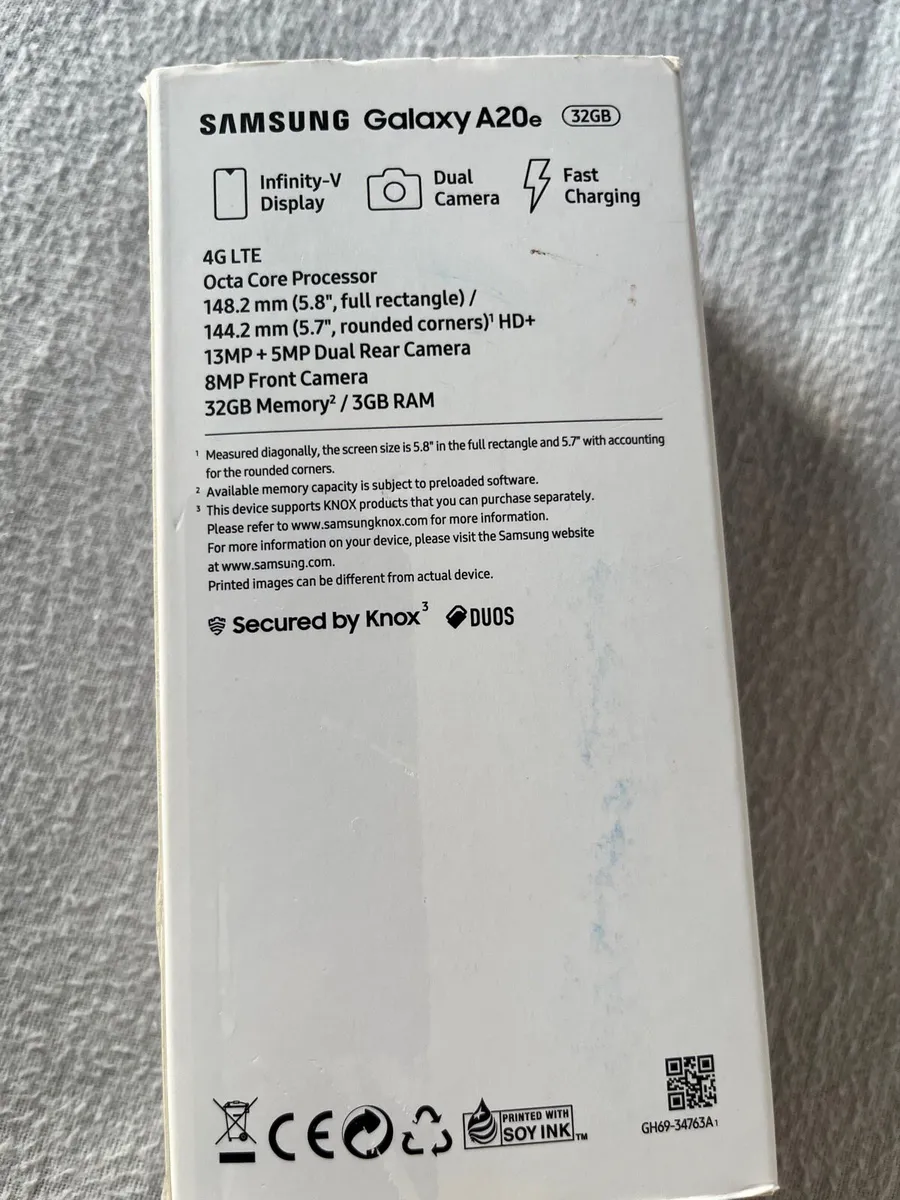 SAMSUNG Galaxy A20e 32GB
Infinity-V
Display
Dual
Camera
Fast
Charging
4G LTE
Octa Core Processor
148.2 mm (5.8", full rectangle) /
144.2 mm (5.7", rounded corners)¹ HD+
13MP + 5MP Dual Rear Camera
8MP Front Camera
32GB Memory² / 3GB RAM
¹ Measured diagonally, the screen size is 5.8" in the full rectangle and 5.7" with accounting
for the rounded corners.
² Available memory capacity is subject to preloaded software.
³ This device supports KNOX products that you can purchase separately.
Please refer to www.samsungknox.com for more information.
For more information on your device, please visit the Samsung website
at www.samsung.com.
Printed images can be different from actual device.
Secured by Knox³ DUOS
CE
PRINTED WITH
SOY INK™
GH69-34763A1